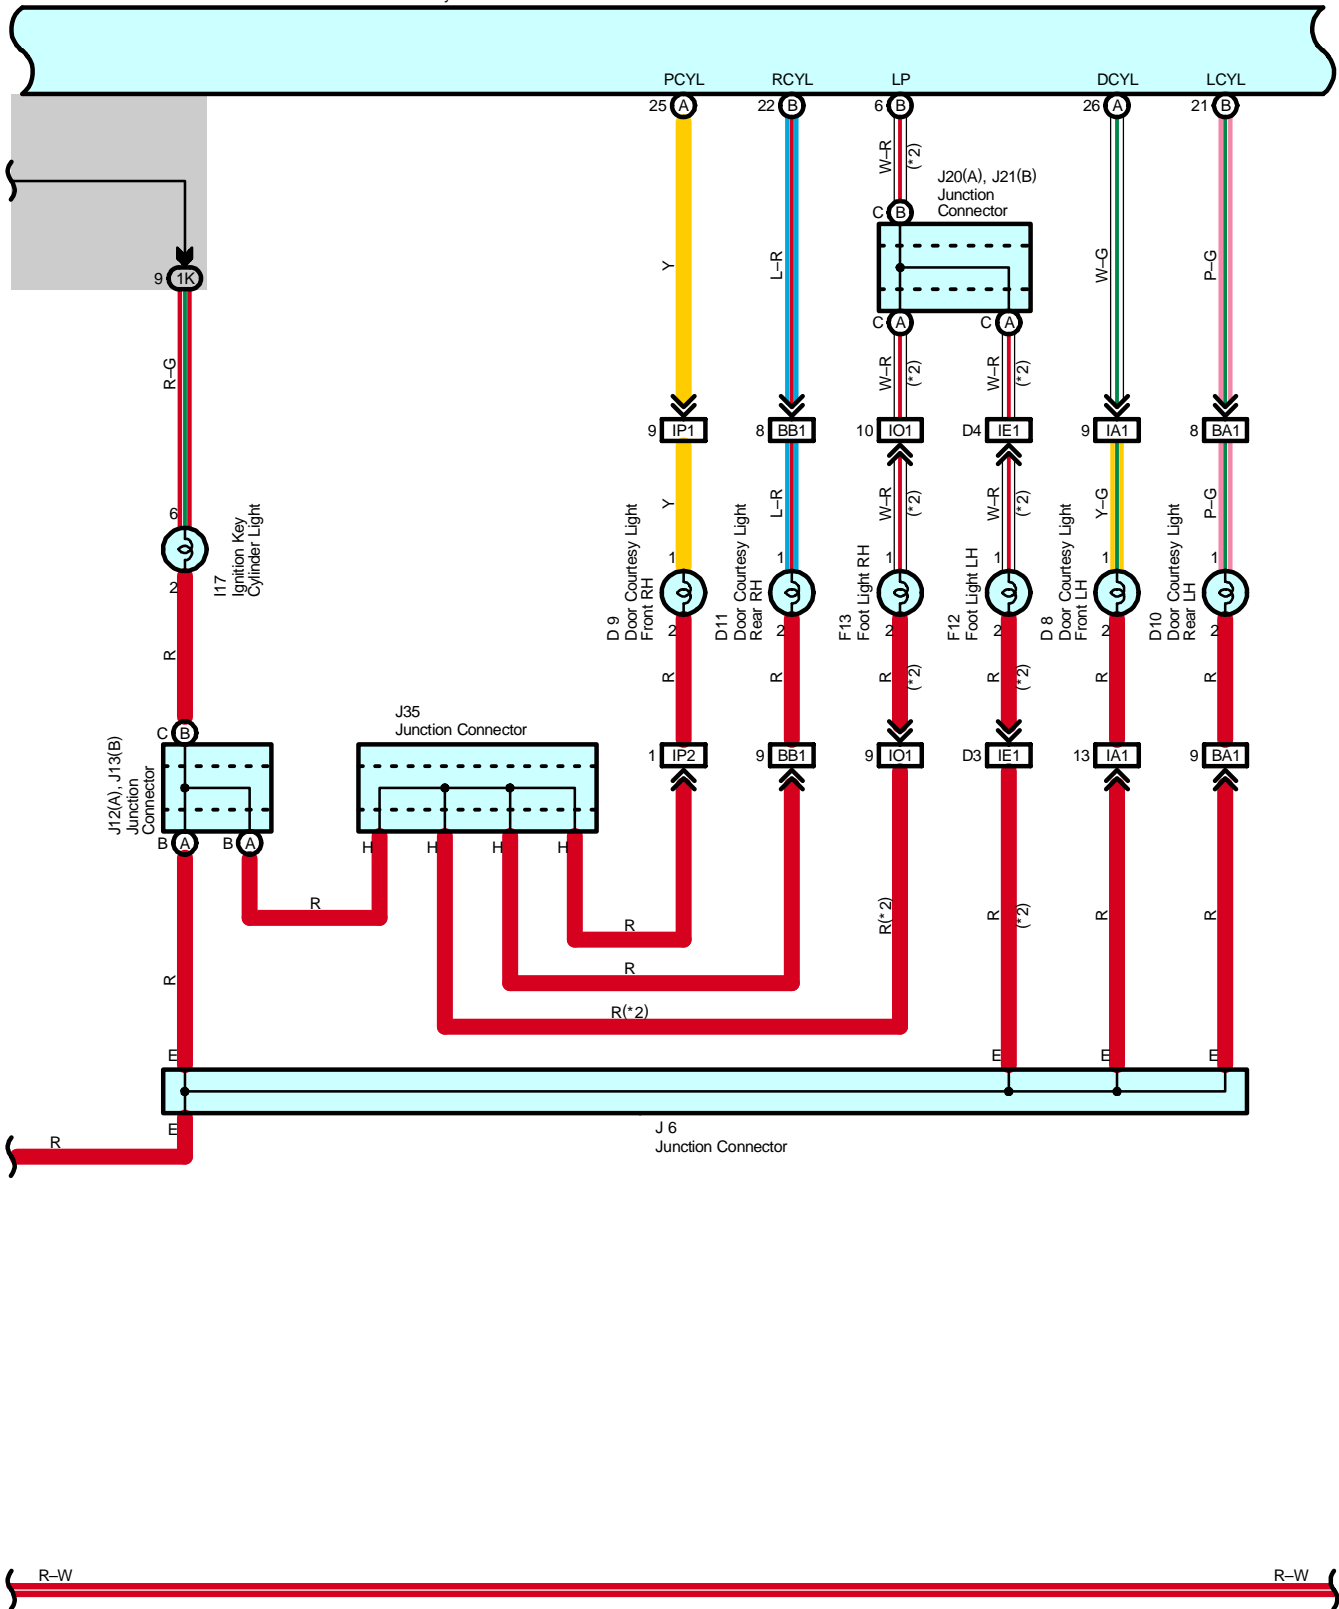 PCYL
RCYL
LP
DCYL
LCYL
25 A
22 B
6 B
26 A
21 B
W–R
(*2)
J20(A), J21(B)
Junction
Connector
C B
Y
L–R
W–G
P–G
9 1K
C A
C A
R–G
W–R
(*2)
W–R
(*2)
9 IP1
8 BB1
10 IO1
D4 IE1
9 IA1
8 BA1
Y
L–R
W–R
(*2)
W–R
(*2)
Y–G
P–G
6
I17
Ignition Key
Cylinder Light
2
1
1
1
1
1
1
D 9
Door Courtesy Light
Front RH
2
D11
Door Courtesy Light
Rear RH
2
F13
Foot Light RH
2
F12
Foot Light LH
2
D 8
Door Courtesy Light
Front LH
2
D10
Door Courtesy Light
Rear LH
2
R
R
R
R
(*2)
R
(*2)
R
R
J12(A), J13(B)
Junction
Connector
C B
J35
Junction Connector
1 IP2
9 BB1
9 IO1
D3 IE1
13 IA1
9 BA1
B A
B A
H
H
H
H
R
R
R
R(*2)
R(*2)
R
(*2)
R
R
R
E
E
E
E
E
J 6
Junction Connector
R
R–W
R–W